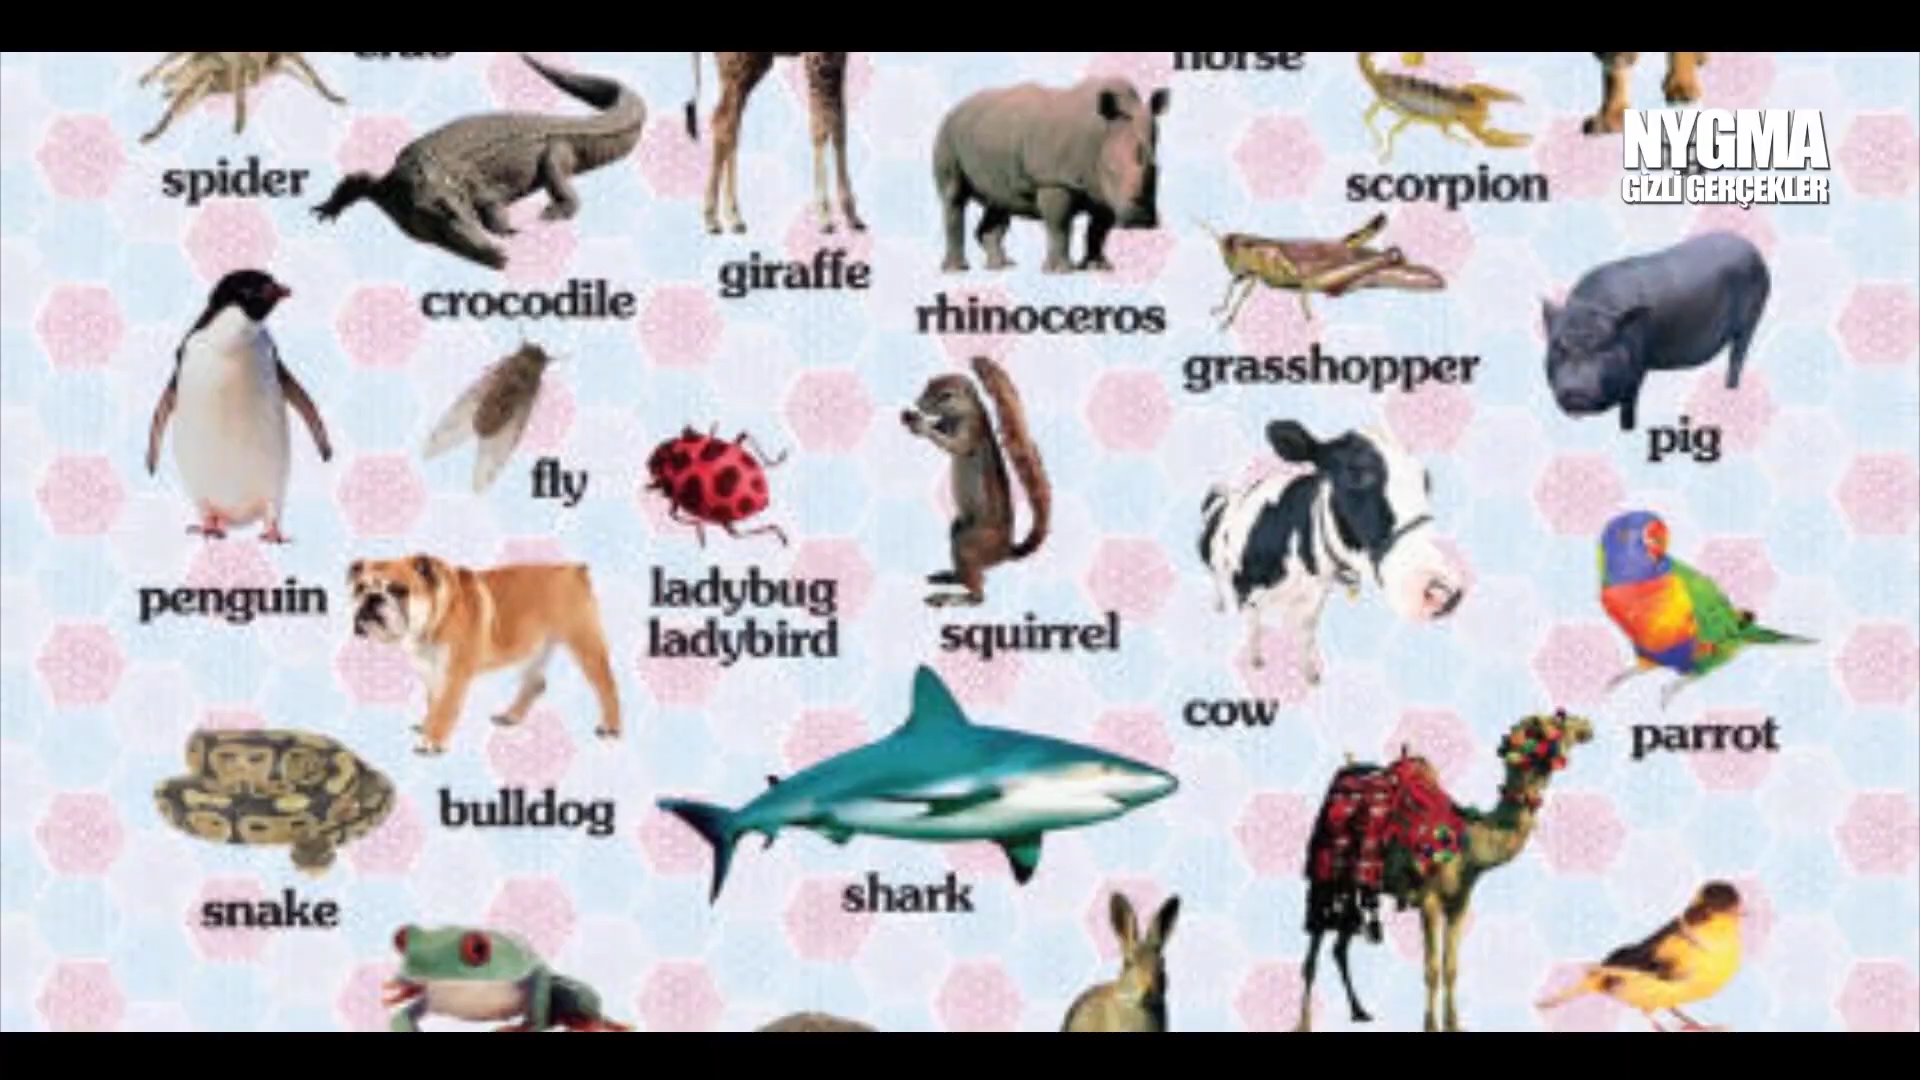 crab
horse
spider
scorpion
NYGMA
GİZLİ GERÇEKLER
giraffe
crocodile
rhinoceros
grasshopper
pig
fly
penguin
ladybug
ladybird
squirrel
cow
parrot
bulldog
shark
snake